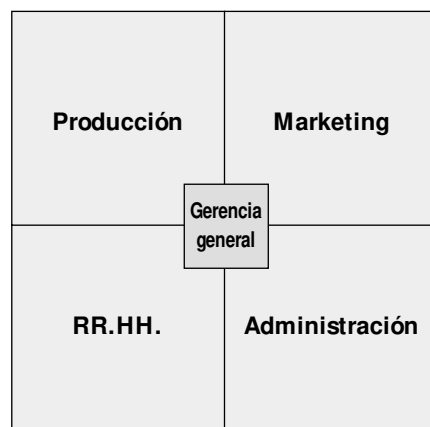 Producción
Marketing
Gerencia
general
RR.HH.
Administración